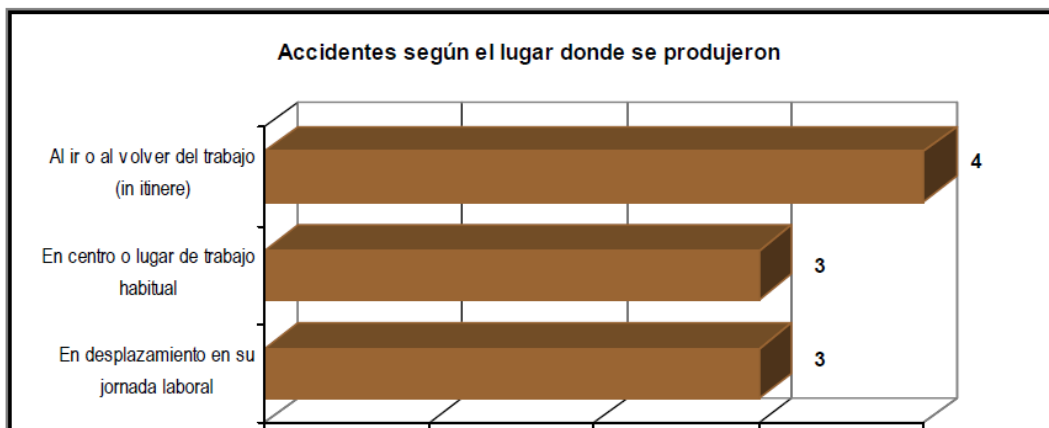 Accidentes según el lugar donde se produjeron
Al ir o al volver del trabajo
(in itinere)
4
En centro o lugar de trabajo
habitual
3
En desplazamiento en su
jornada laboral
3